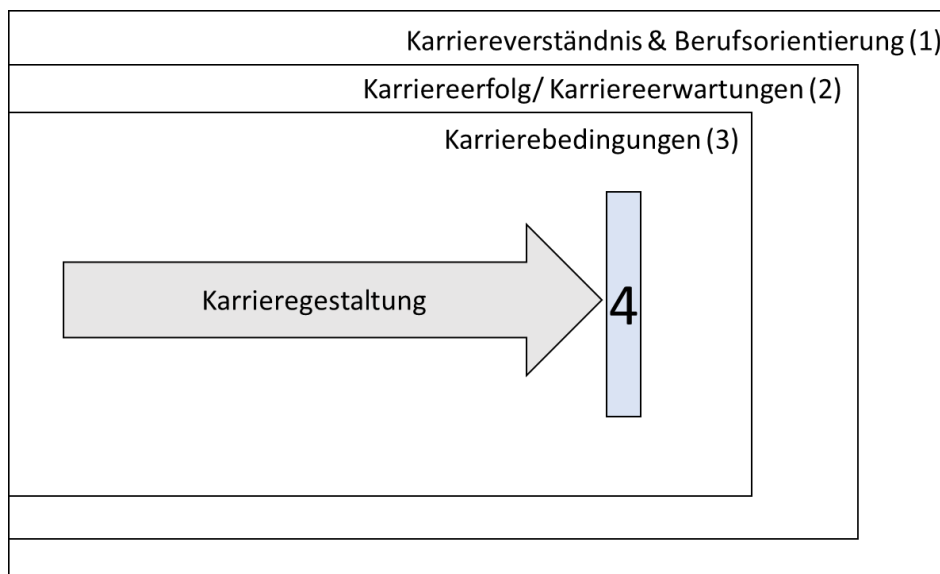 Karriereverständnis & Berufsorientierung (1)
Karriereerfolg/ Karriereerwartungen (2)
Karrierebedingungen (3)
Karrieregestaltung
4